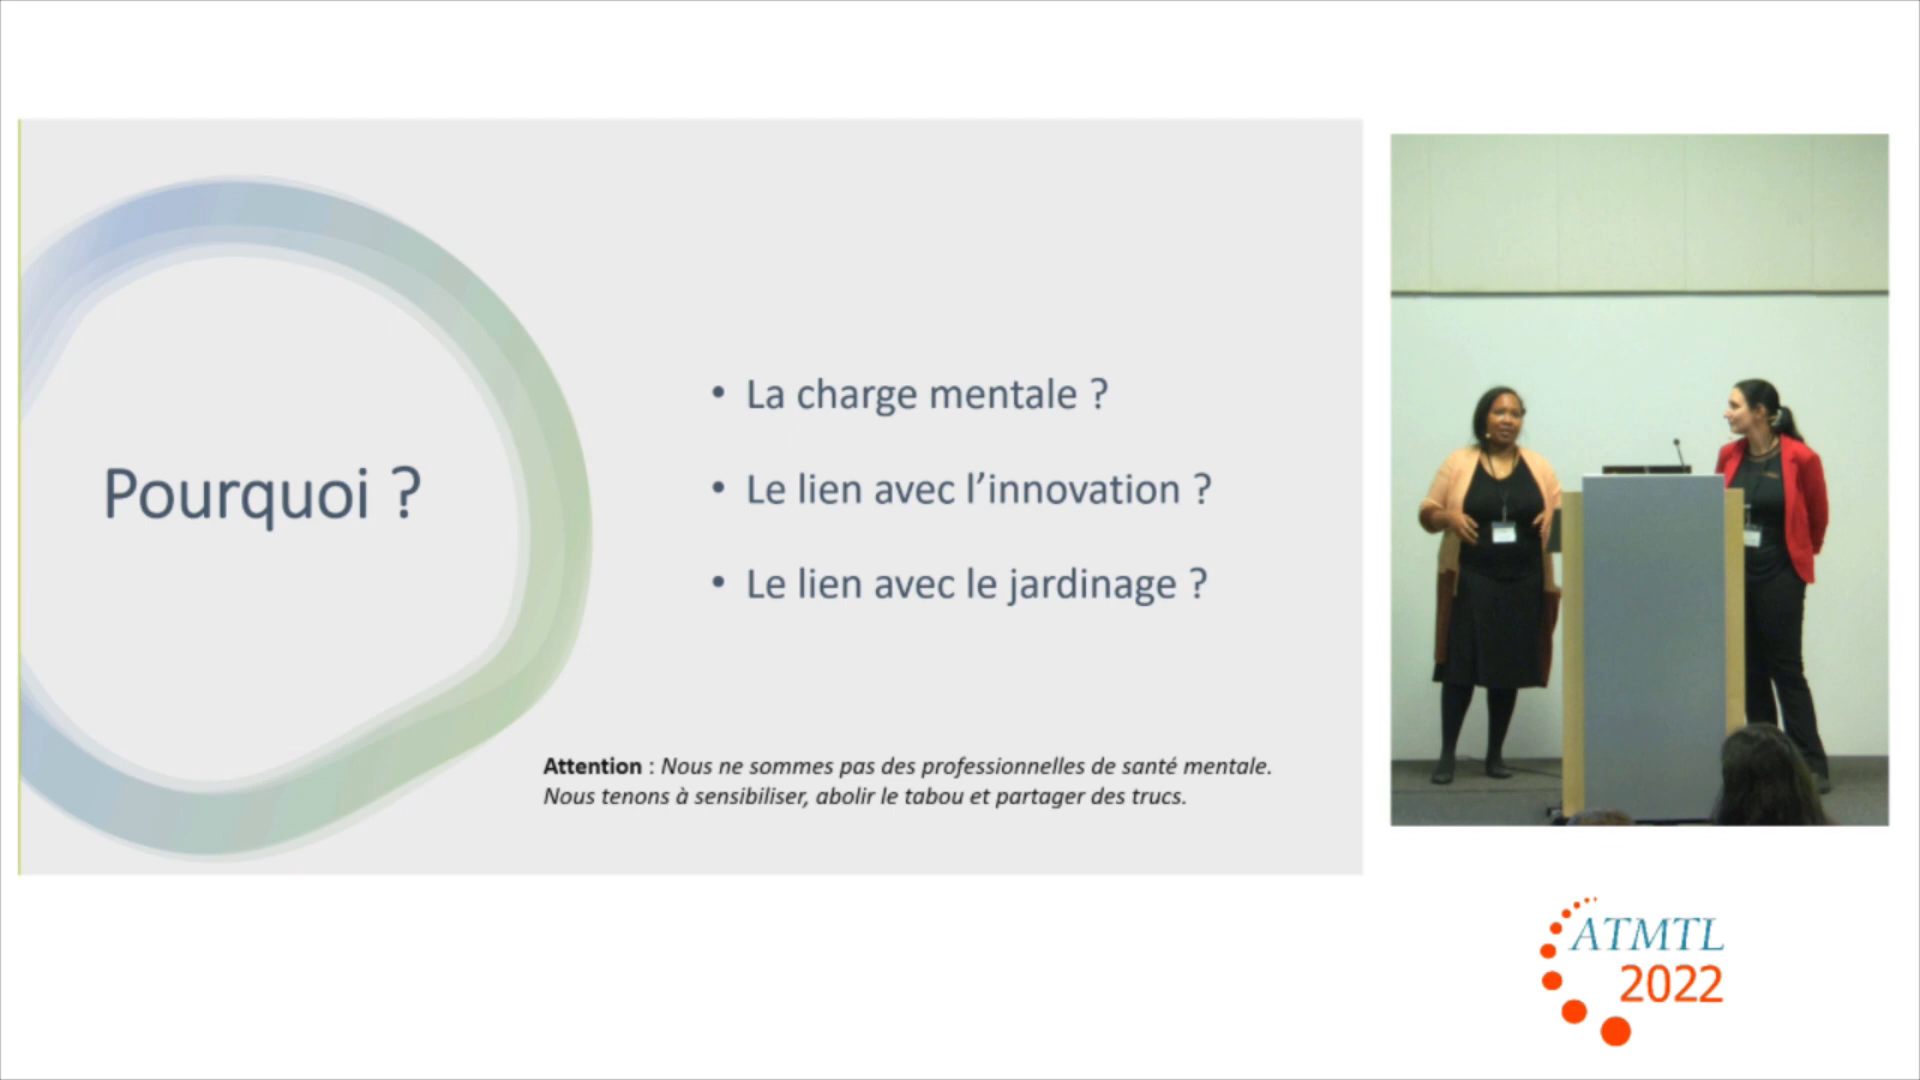 Pourquoi ?
• La charge mentale ?
• Le lien avec l’innovation ?
• Le lien avec le jardinage ?
Attention : Nous ne sommes pas des professionnelles de santé mentale.
Nous tenons à sensibiliser, abolir le tabou et partager des trucs.
ATMTL
2022